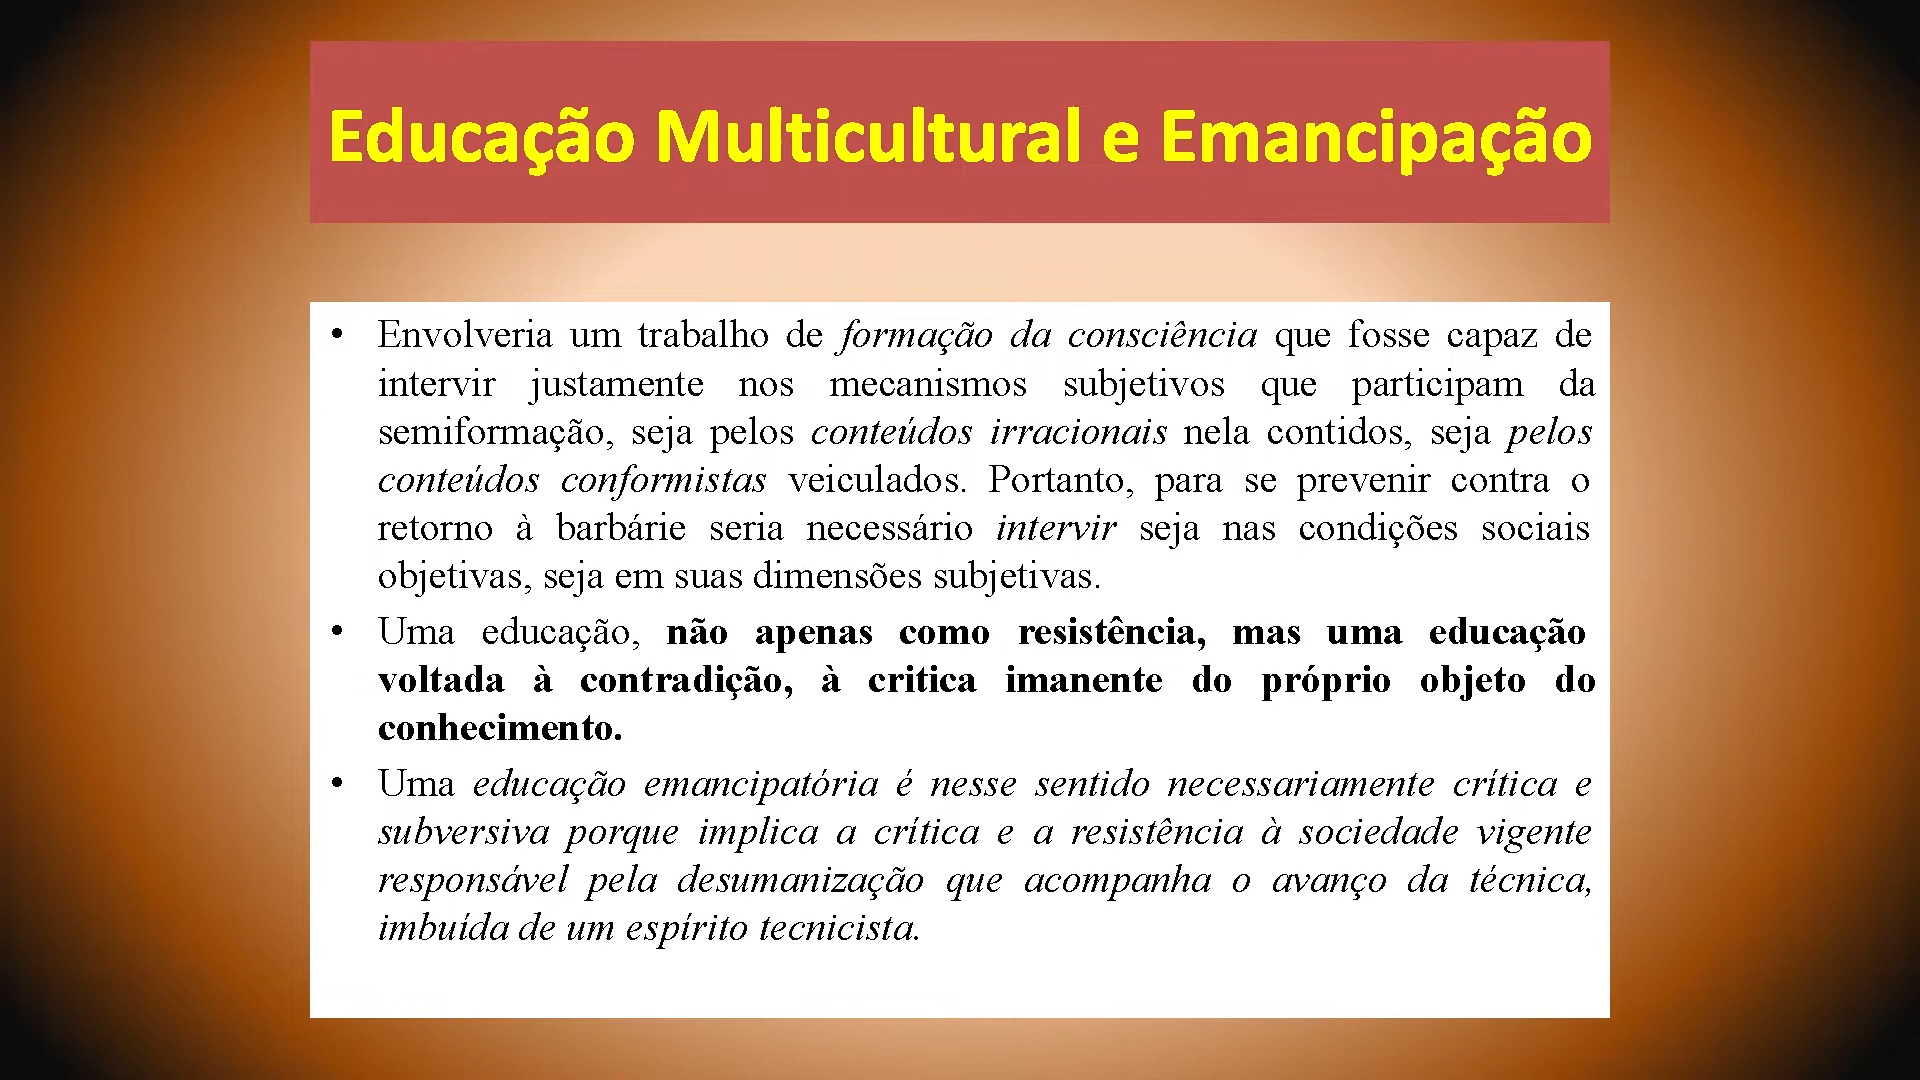 Educação Multicultural e Emancipação
• Envolveria um trabalho de formação da consciência que fosse capaz de
intervir justamente nos mecanismos subjetivos que participam da
semiformação, seja pelos conteúdos irracionais nela contidos, seja pelos
conteúdos conformistas veiculados. Portanto, para se prevenir contra o
retorno à barbárie seria necessário intervir seja nas condições sociais
objetivas, seja em suas dimensões subjetivas.
• Uma educação, não apenas como resistência, mas uma educação
voltada à contradição, à critica imanente do próprio objeto do
conhecimento.
• Uma educação emancipatória é nesse sentido necessariamente crítica e
subversiva porque implica a crítica e a resistência à sociedade vigente
responsável pela desumanização que acompanha o avanço da técnica,
imbuída de um espírito tecnicista.